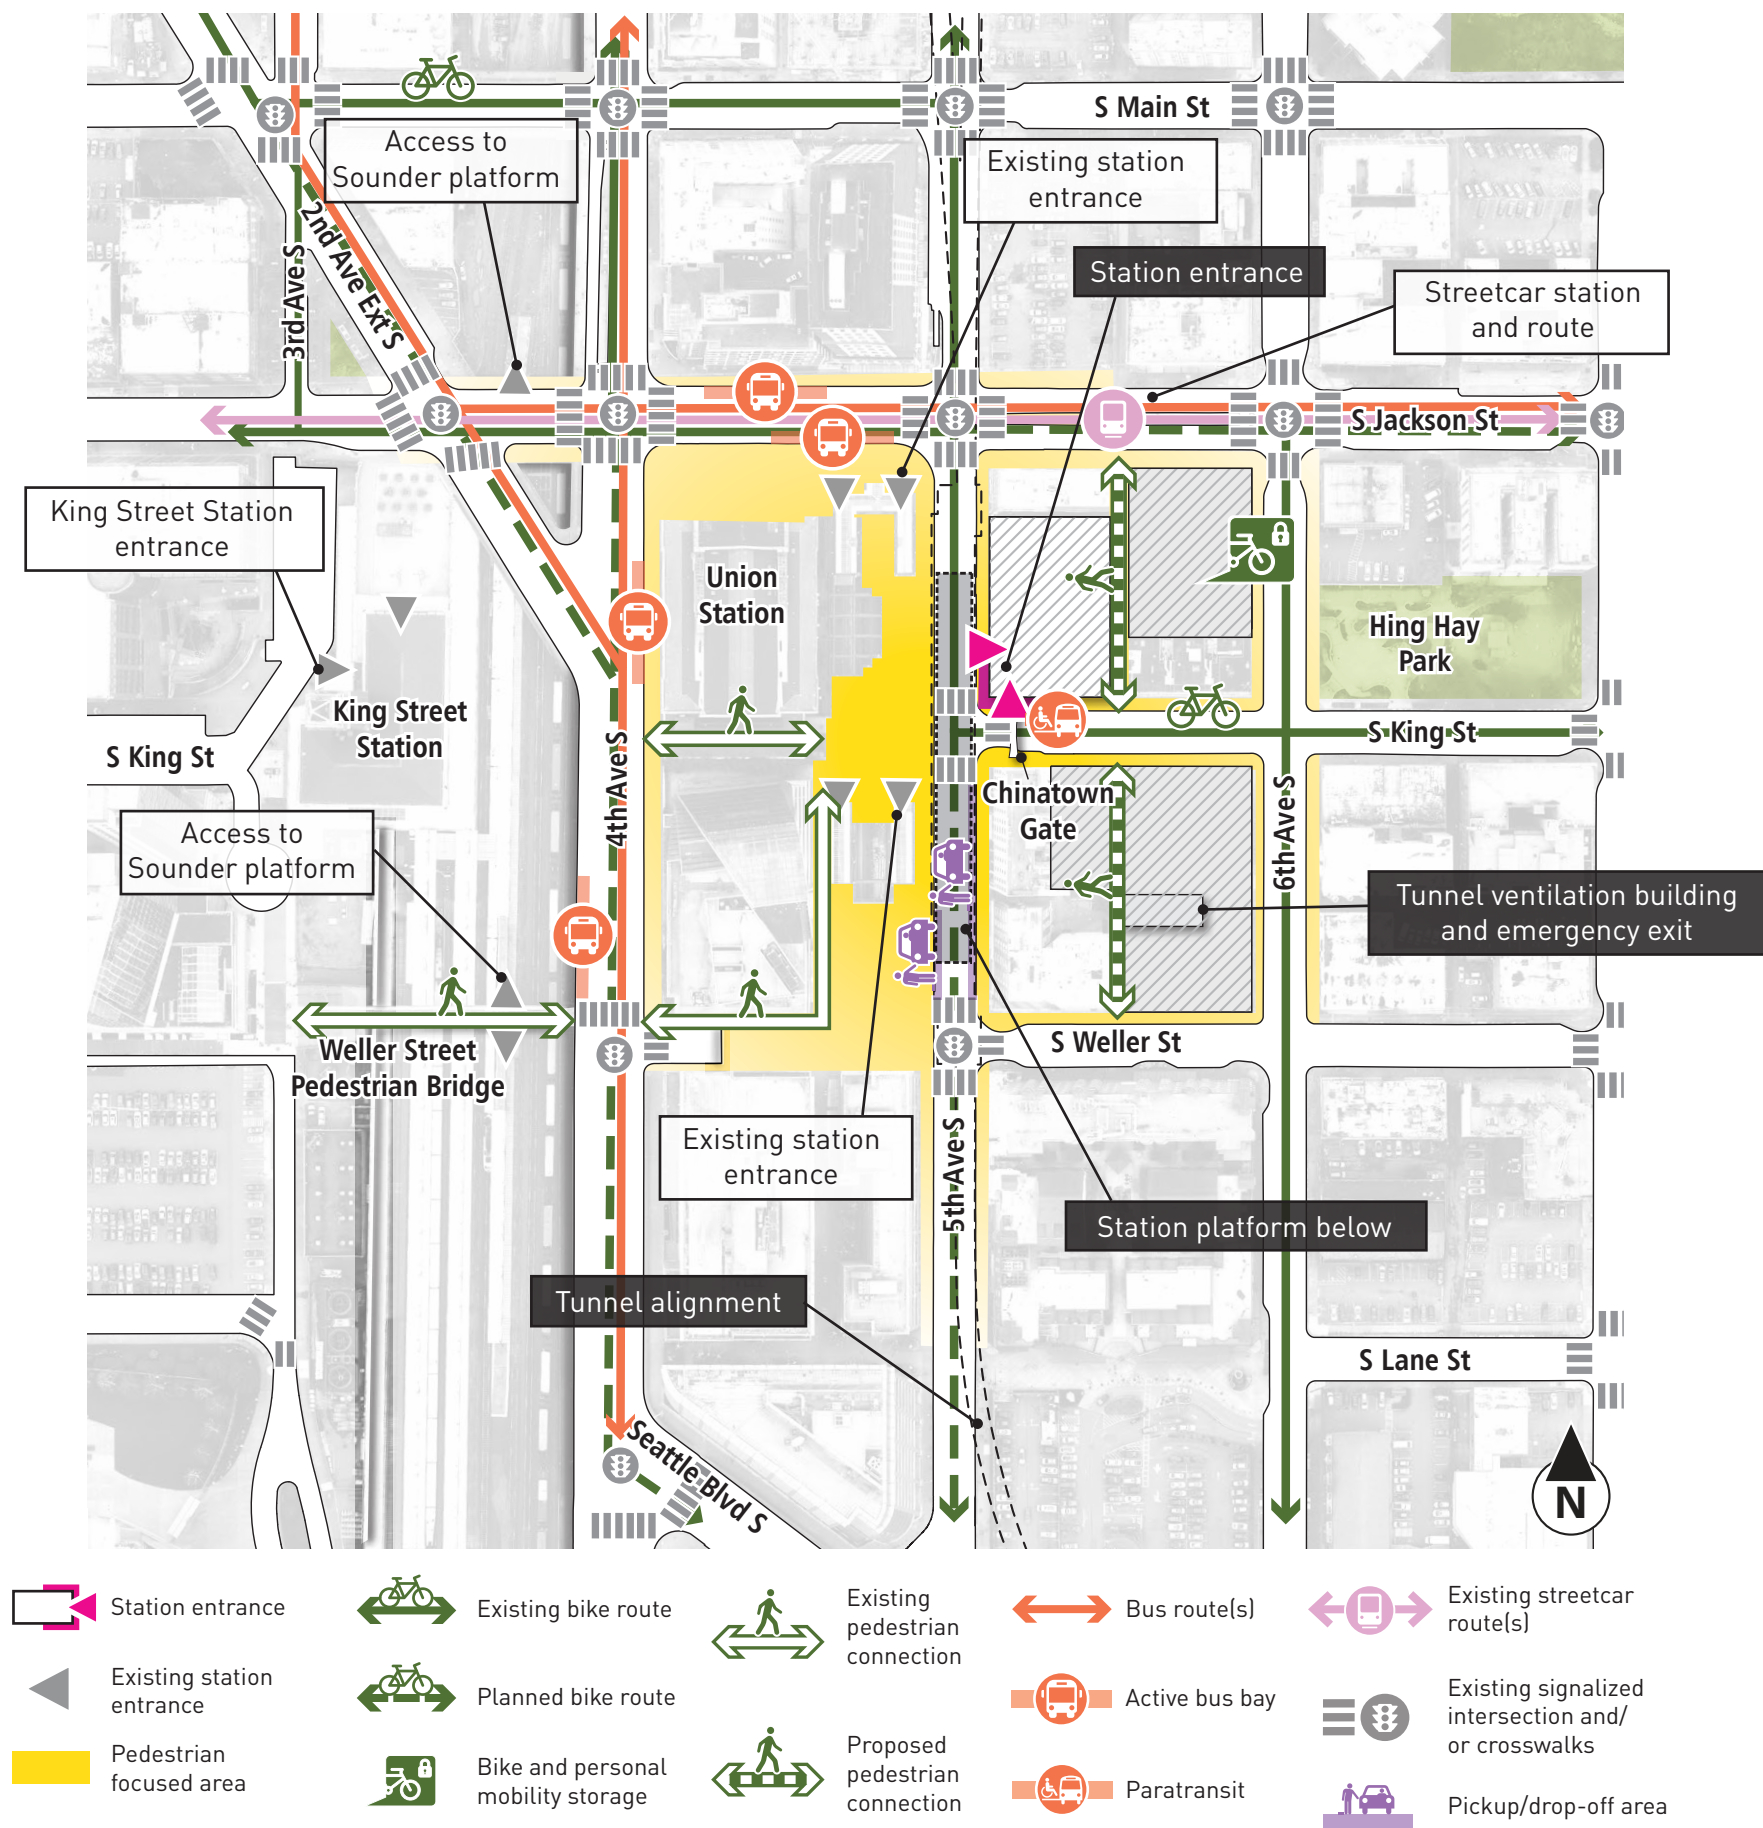 S Main St
Access to
Sounder platform
Existing station
entrance
Station entrance
Streetcar station
and route
3rd Ave S
2nd Ave Ext S
S Jackson St
King Street Station
entrance
Union
Station
Hing Hay
Park
King Street
Station
S King St
S King St
4th Ave S
Chinatown
Gate
6th Ave S
Access to
Sounder platform
Tunnel ventilation building
and emergency exit
Weller Street
Pedestrian Bridge
S Weller St
Existing station
entrance
5th Ave S
Station platform below
Tunnel alignment
S Lane St
Seattle Blvd S
N
Station entrance
Existing station
entrance
Pedestrian
focused area
Existing bike route
Planned bike route
Bike and personal
mobility storage
Existing
pedestrian
connection
Proposed
pedestrian
connection
Bus route(s)
Active bus bay
Paratransit
Existing streetcar
route(s)
Existing signalized
intersection and/
or crosswalks
Pickup/drop-off area